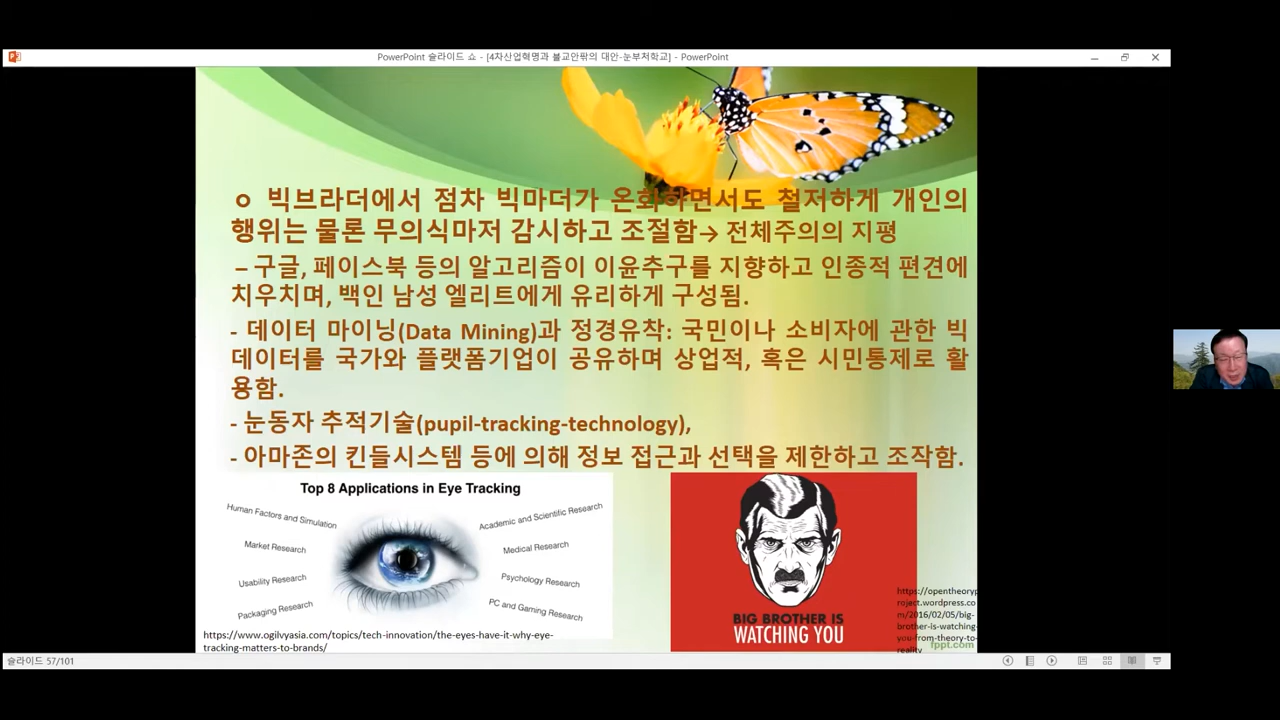 PowerPoint 슬라이드 쇼 - [4차산업혁명과 불교안팎의 대안-눈부처학교] - PowerPoint
o 빅브라더에서 점차 빅마더가 온화하면서도 철저하게 개인의
행위는 물론 무의식마저 감시하고 조절함→ 전체주의의 지평
– 구글, 페이스북 등의 알고리즘이 이윤추구를 지향하고 인종적 편견에
치우치며, 백인 남성 엘리트에게 유리하게 구성됨.
- 데이터 마이닝(Data Mining)과 정경유착: 국민이나 소비자에 관한 빅
데이터를 국가와 플랫폼기업이 공유하며 상업적, 혹은 시민통제로 활
용함.
- 눈동자 추적기술(pupil-tracking-technology),
- 아마존의 킨들시스템 등에 의해 정보 접근과 선택을 제한하고 조작함.
Top 8 Applications in Eye Tracking
Human Factors and Simulation
Market Research
Usability Research
Packaging Research
Academic and Scientific Research
Medical Research
Psychology Research
PC and Gaming Research
https://www.ogilvyasia.com/topics/tech-innovation/the-eyes-have-it-why-eye-
tracking-matters-to-brands/
BIG BROTHER IS
WATCHING YOU
https://opentheoryp
roject.wordpress.co
m/2016/02/05/big-
brother-is-watching-
you-from-theory-to-
reality
fppt.com
슬라이드 57/101